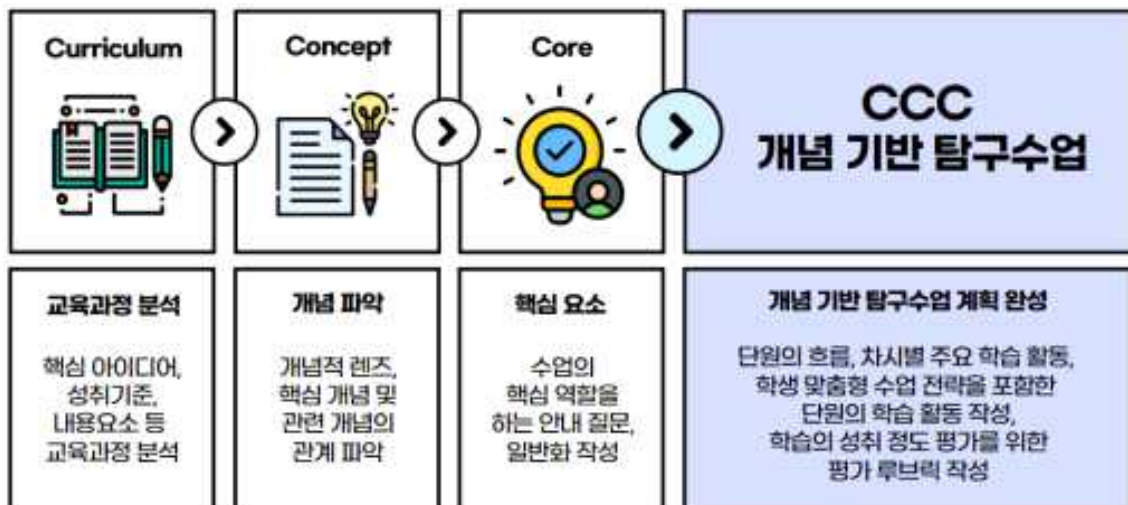 Curriculum
Concept
Core
CCC
개념 기반 탐구수업
교육과정 분석
핵심 아이디어,
성취기준,
내용요소 등
교육과정 분석
개념 파악
개념적 렌즈,
핵심 개념 및
관련 개념의
관계 파악
핵심 요소
수업의
핵심 역할을
하는 안내 질문,
일반화 작성
개념 기반 탐구수업 계획 완성
단원의 흐름, 차시별 주요 학습 활동,
학생 맞춤형 수업 전략을 포함한
단원의 학습 활동 작성,
학습의 성취 정도 평가를 위한
평가 루브릭 작성